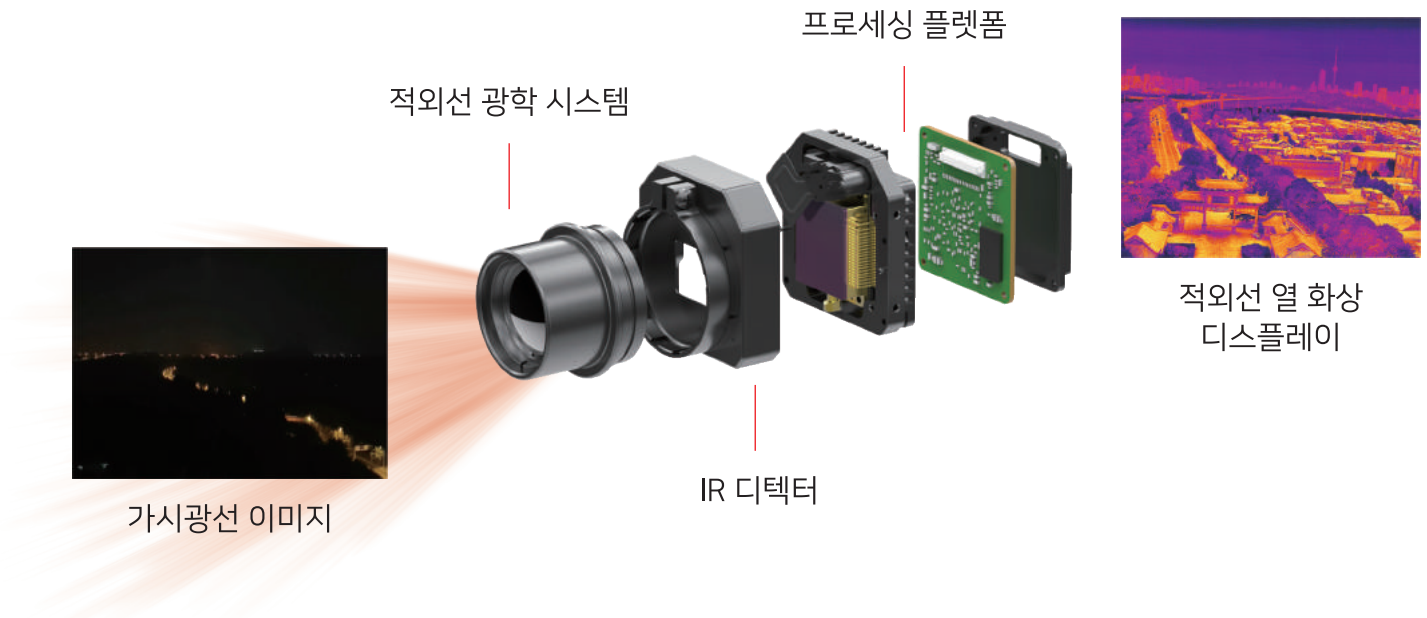 프로세싱 플렛폼
적외선 광학 시스템
적외선 열 화상
디스플레이
IR 디텍터
가시광선 이미지